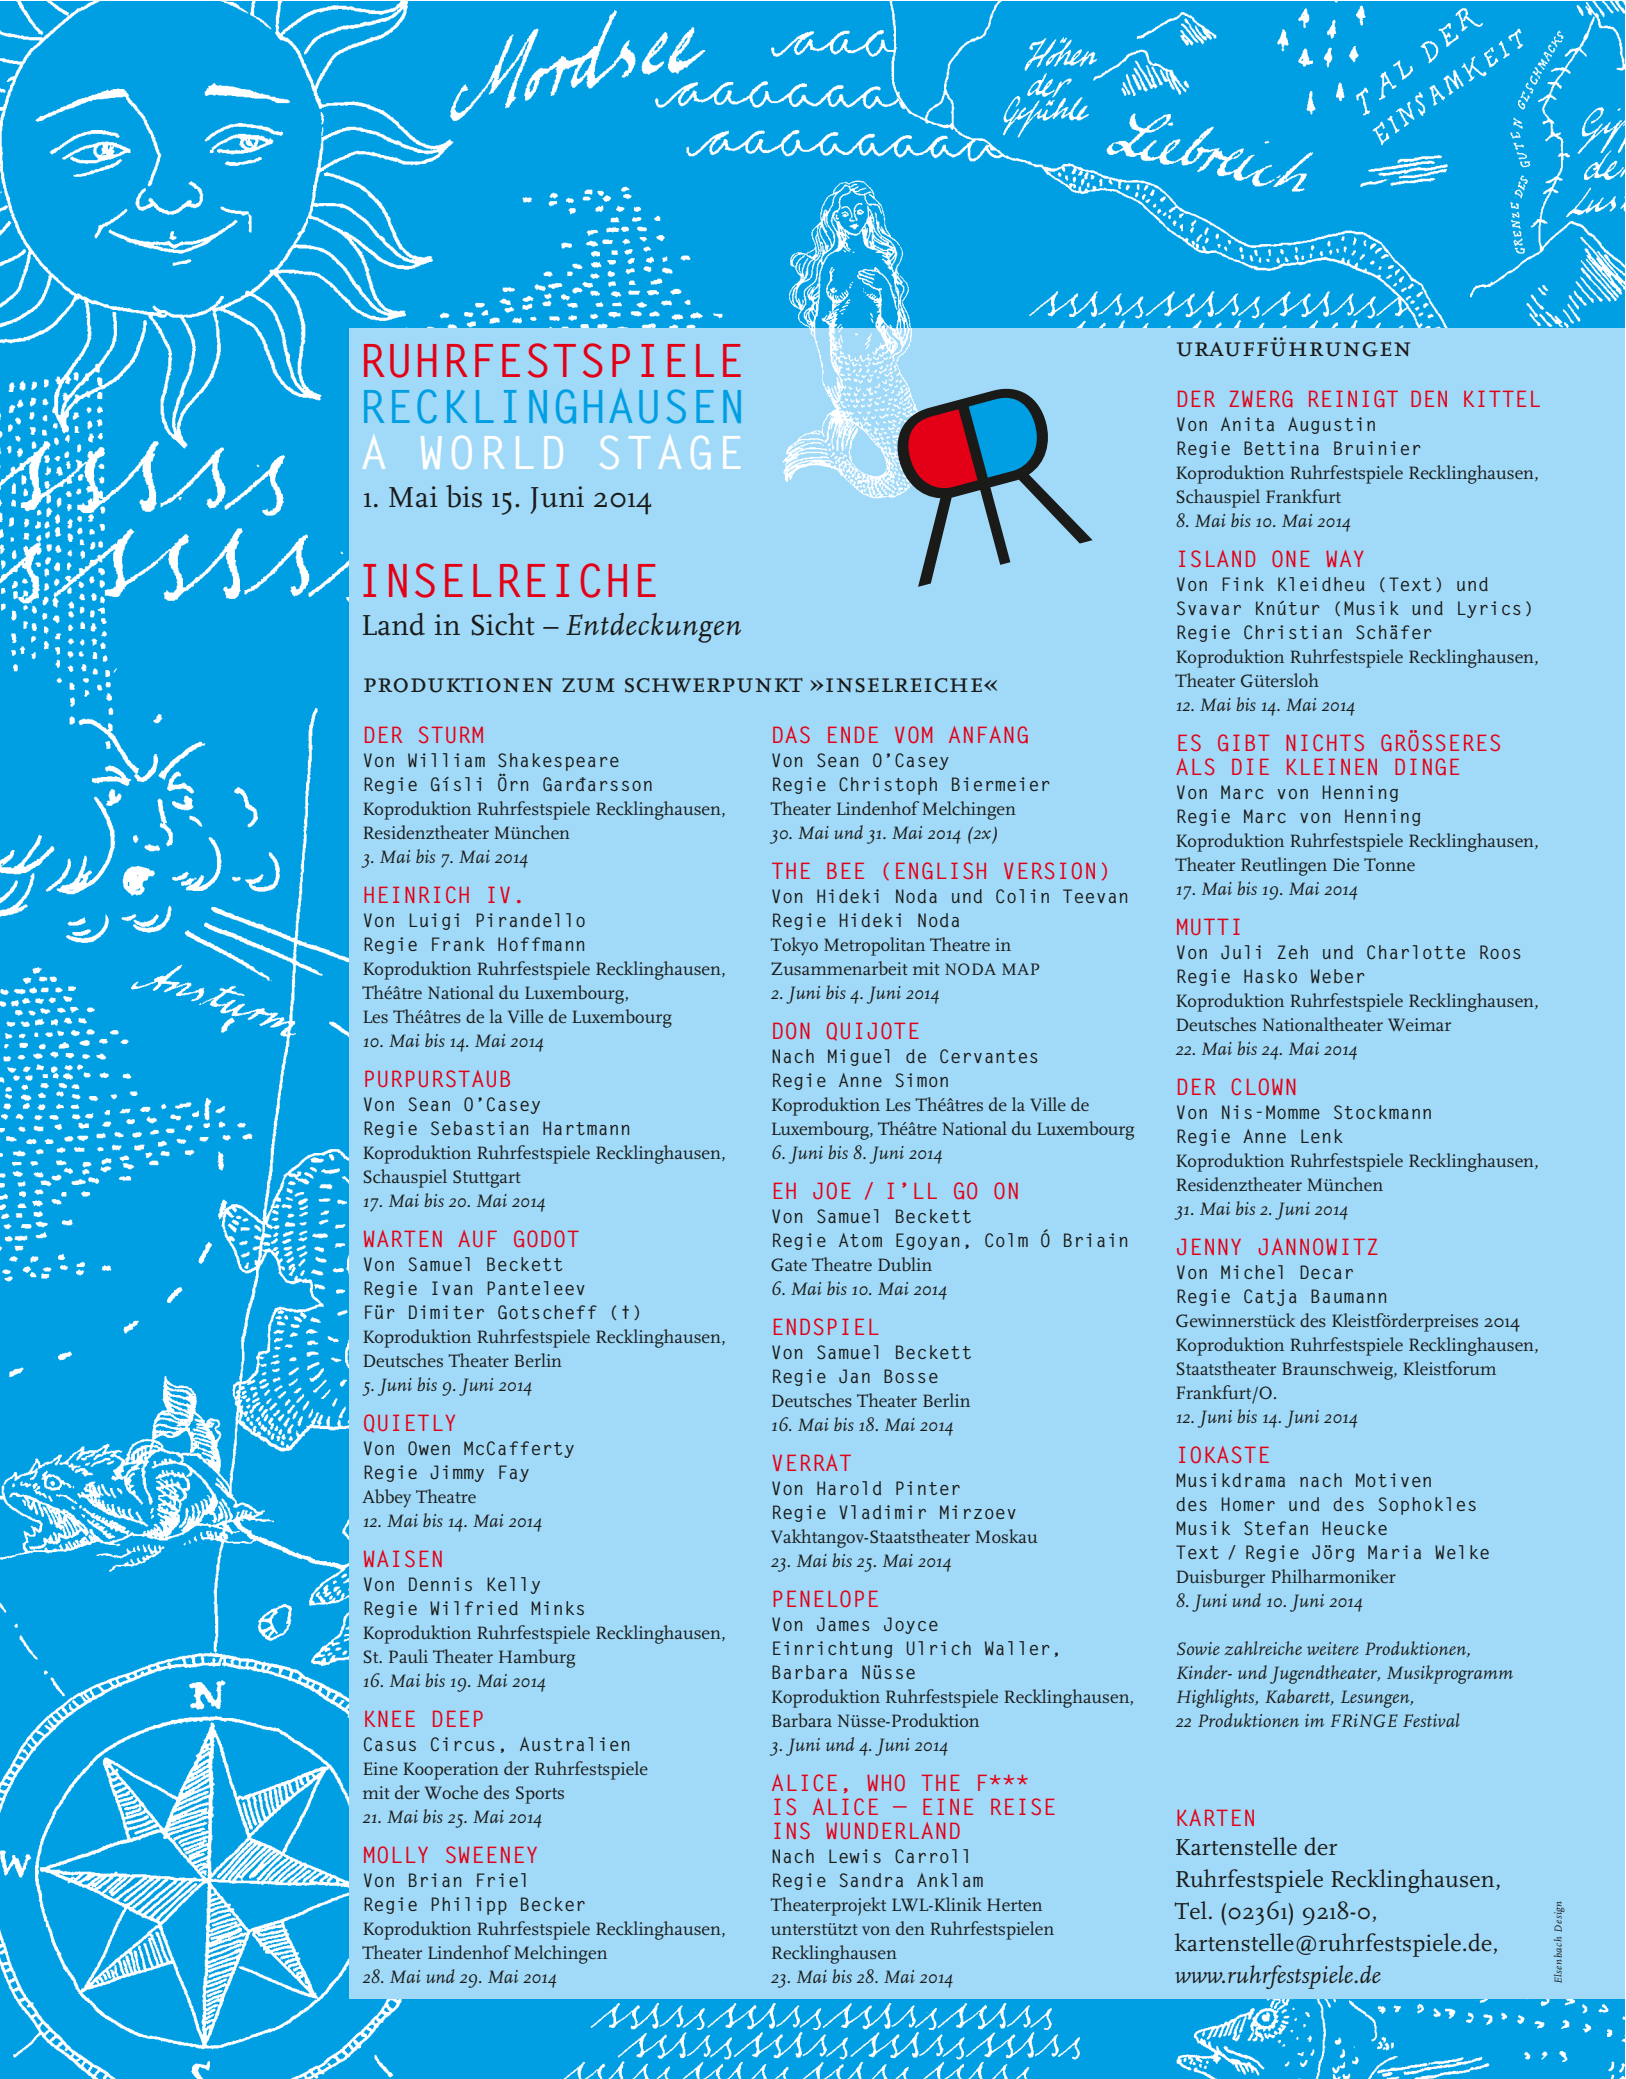 Mordsee
Höhen
der
Gefühle
Liebreich
TAL DER
EINSAMKEIT
GRENZE DES GUTEN GESCHMACKS
RUHRFESTSPIELE
RECKLINGHAUSEN
A WORLD STAGE
1. Mai bis 15. Juni 2014
INSELREICHE
Land in Sicht – Entdeckungen
PRODUKTIONEN ZUM SCHWERPUNKT »INSELREICHE«
DER STURM
Von William Shakespeare
Regie Gísli Örn Garđarsson
Koproduktion Ruhrfestspiele Recklinghausen,
Residenztheater München
3. Mai bis 7. Mai 2014
HEINRICH IV.
Von Luigi Pirandello
Regie Frank Hoffmann
Koproduktion Ruhrfestspiele Recklinghausen,
Théâtre National du Luxembourg,
Les Théâtres de la Ville de Luxembourg
10. Mai bis 14. Mai 2014
PURPURSTAUB
Von Sean O’Casey
Regie Sebastian Hartmann
Koproduktion Ruhrfestspiele Recklinghausen,
Schauspiel Stuttgart
17. Mai bis 20. Mai 2014
WARTEN AUF GODOT
Von Samuel Beckett
Regie Ivan Panteleev
Für Dimiter Gotscheff (†)
Koproduktion Ruhrfestspiele Recklinghausen,
Deutsches Theater Berlin
5. Juni bis 9. Juni 2014
QUIETLY
Von Owen McCafferty
Regie Jimmy Fay
Abbey Theatre
12. Mai bis 14. Mai 2014
WAISEN
Von Dennis Kelly
Regie Wilfried Minks
Koproduktion Ruhrfestspiele Recklinghausen,
St. Pauli Theater Hamburg
16. Mai bis 19. Mai 2014
KNEE DEEP
Casus Circus, Australien
Eine Kooperation der Ruhrfestspiele
mit der Woche des Sports
21. Mai bis 25. Mai 2014
MOLLY SWEENEY
Von Brian Friel
Regie Philipp Becker
Koproduktion Ruhrfestspiele Recklinghausen,
Theater Lindenhof Melchingen
28. Mai und 29. Mai 2014
DAS ENDE VOM ANFANG
Von Sean O’Casey
Regie Christoph Biermeier
Theater Lindenhof Melchingen
30. Mai und 31. Mai 2014 (2x)
THE BEE (ENGLISH VERSION)
Von Hideki Noda und Colin Teevan
Regie Hideki Noda
Tokyo Metropolitan Theatre in
Zusammenarbeit mit NODA MAP
2. Juni bis 4. Juni 2014
DON QUIJOTE
Nach Miguel de Cervantes
Regie Anne Simon
Koproduktion Les Théâtres de la Ville de
Luxembourg, Théâtre National du Luxembourg
6. Juni bis 8. Juni 2014
EH JOE / I’LL GO ON
Von Samuel Beckett
Regie Atom Egoyan, Colm Ó Briain
Gate Theatre Dublin
6. Mai bis 10. Mai 2014
ENDSPIEL
Von Samuel Beckett
Regie Jan Bosse
Deutsches Theater Berlin
16. Mai bis 18. Mai 2014
VERRAT
Von Harold Pinter
Regie Vladimir Mirzoev
Vakhtangov-Staatstheater Moskau
23. Mai bis 25. Mai 2014
PENELOPE
Von James Joyce
Einrichtung Ulrich Waller,
Barbara Nüsse
Koproduktion Ruhrfestspiele Recklinghausen,
Barbara Nüsse-Produktion
3. Juni und 4. Juni 2014
ALICE, WHO THE F***
IS ALICE – EINE REISE
INS WUNDERLAND
Nach Lewis Carroll
Regie Sandra Anklam
Theaterprojekt LWL-Klinik Herten
unterstützt von den Ruhrfestspielen
Recklinghausen
23. Mai bis 28. Mai 2014
URAUFFÜHRUNGEN
DER ZWERG REINIGT DEN KITTEL
Von Anita Augustin
Regie Bettina Bruinier
Koproduktion Ruhrfestspiele Recklinghausen,
Schauspiel Frankfurt
8. Mai bis 10. Mai 2014
ISLAND ONE WAY
Von Fink Kleidheu (Text) und
Svavar Knútur (Musik und Lyrics)
Regie Christian Schäfer
Koproduktion Ruhrfestspiele Recklinghausen,
Theater Gütersloh
12. Mai bis 14. Mai 2014
ES GIBT NICHTS GRÖSSERES
ALS DIE KLEINEN DINGE
Von Marc von Henning
Regie Marc von Henning
Koproduktion Ruhrfestspiele Recklinghausen,
Theater Reutlingen Die Tonne
17. Mai bis 19. Mai 2014
MUTTI
Von Juli Zeh und Charlotte Roos
Regie Hasko Weber
Koproduktion Ruhrfestspiele Recklinghausen,
Deutsches Nationaltheater Weimar
22. Mai bis 24. Mai 2014
DER CLOWN
Von Nis-Momme Stockmann
Regie Anne Lenk
Koproduktion Ruhrfestspiele Recklinghausen,
Residenztheater München
31. Mai bis 2. Juni 2014
JENNY JANNOWITZ
Von Michel Decar
Regie Catja Baumann
Gewinnerstück des Kleistförderpreises 2014
Koproduktion Ruhrfestspiele Recklinghausen,
Staatstheater Braunschweig, Kleistforum
Frankfurt/O.
12. Juni bis 14. Juni 2014
IOKASTE
Musikdrama nach Motiven
des Homer und des Sophokles
Musik Stefan Heucke
Text / Regie Jörg Maria Welke
Duisburger Philharmoniker
8. Juni und 10. Juni 2014
Sowie zahlreiche weitere Produktionen,
Kinder- und Jugendtheater, Musikprogramm
Highlights, Kabarett, Lesungen,
22 Produktionen im FRiNGE Festival
KARTEN
Kartenstelle der
Ruhrfestspiele Recklinghausen,
Tel. (02361) 9218-0,
kartenstelle@ruhrfestspiele.de,
www.ruhrfestspiele.de
Elsenbach Design
Ansturm
N
W